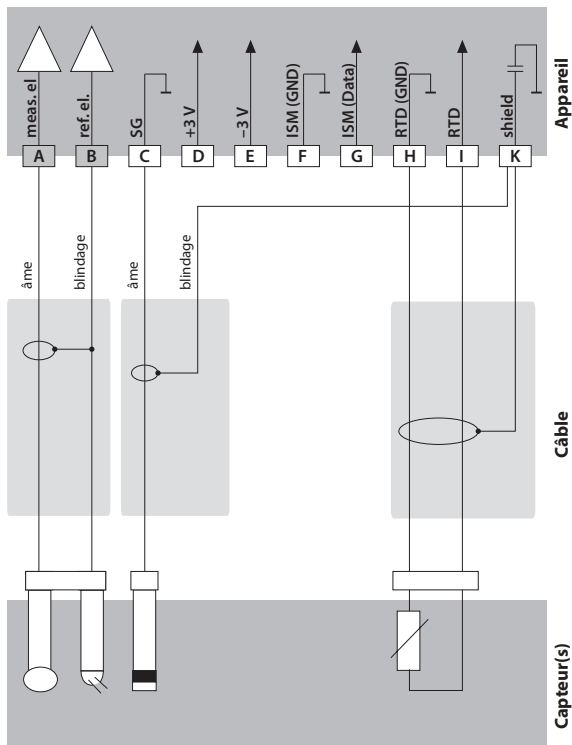 meas. el
ref. el.
SG
+3 V
–3 V
ISM (GND)
ISM (Data)
RTD (GND)
RTD
shield
Appareil
A
B
C
D
E
F
G
H
I
K
âme
blindage
âme
blindage
Câble
Capteur(s)